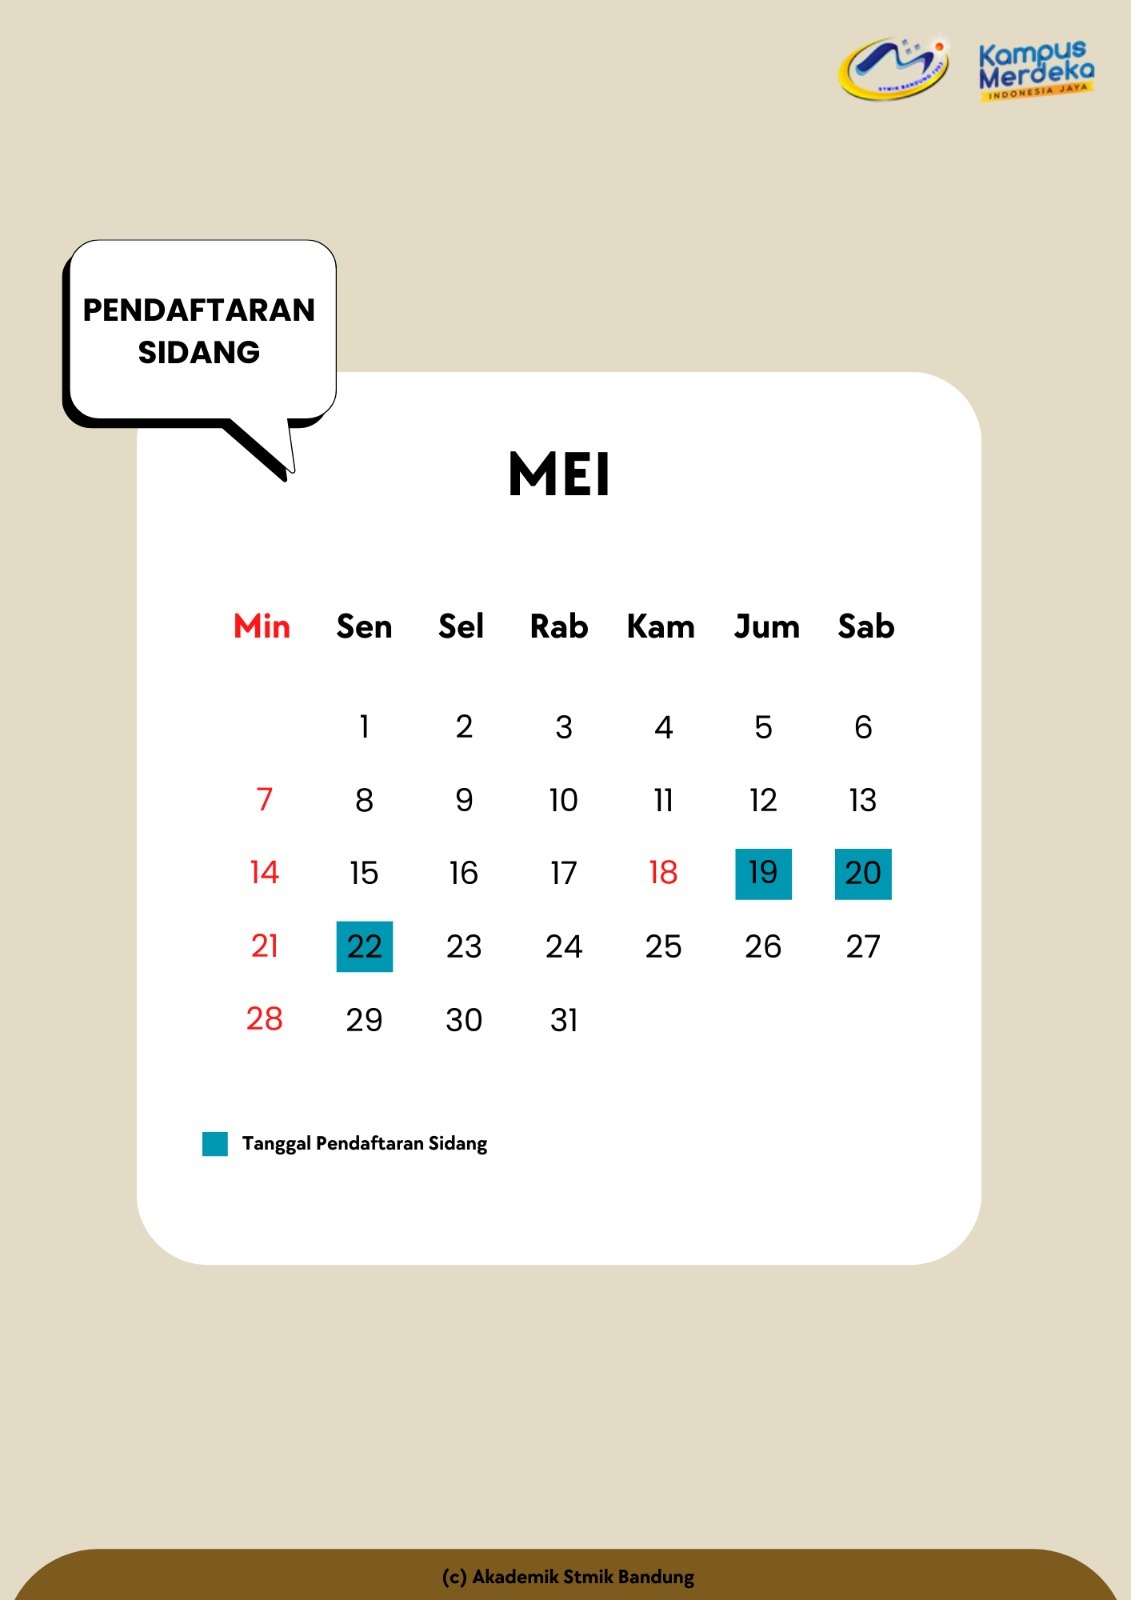 STMIK BANDUNG 1993
Kampus
Merdeka
INDONESIA JAYA
PENDAFTARAN
SIDANG
MEI
Min Sen Sel Rab Kam Jum Sab
1 2 3 4 5 6
7 8 9 10 11 12 13
14 15 16 17 18 19 20
21 22 23 24 25 26 27
28 29 30 31
Tanggal Pendaftaran Sidang
(c) Akademik Stmik Bandung